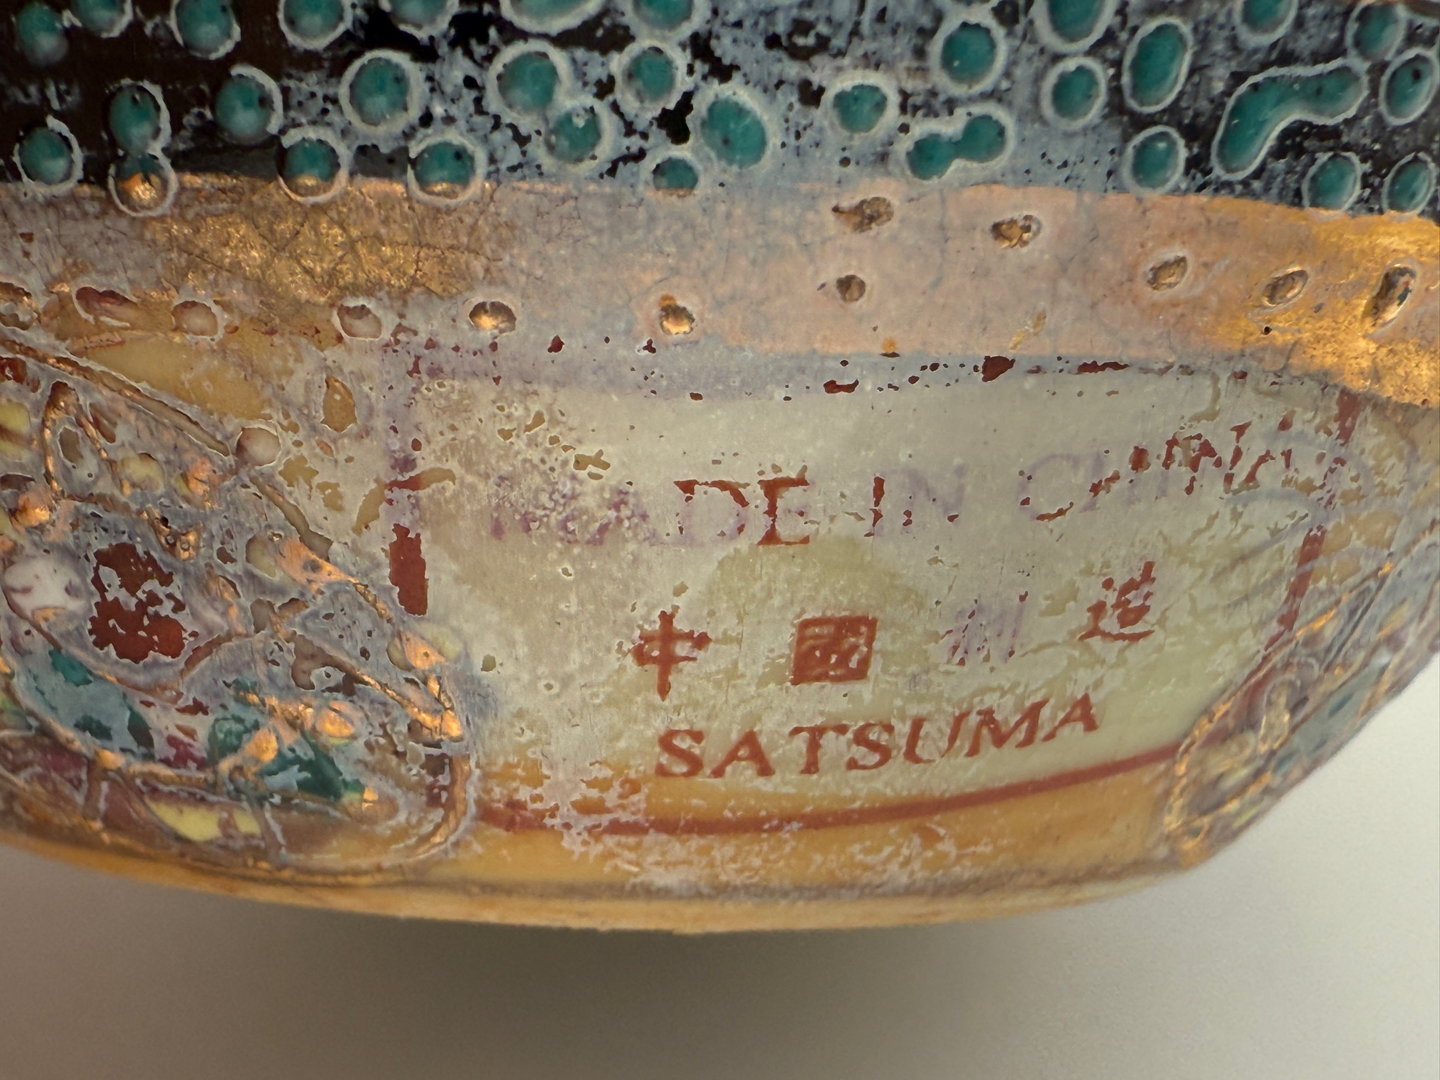 MADE IN CHINA
中國制造
SATSUMA